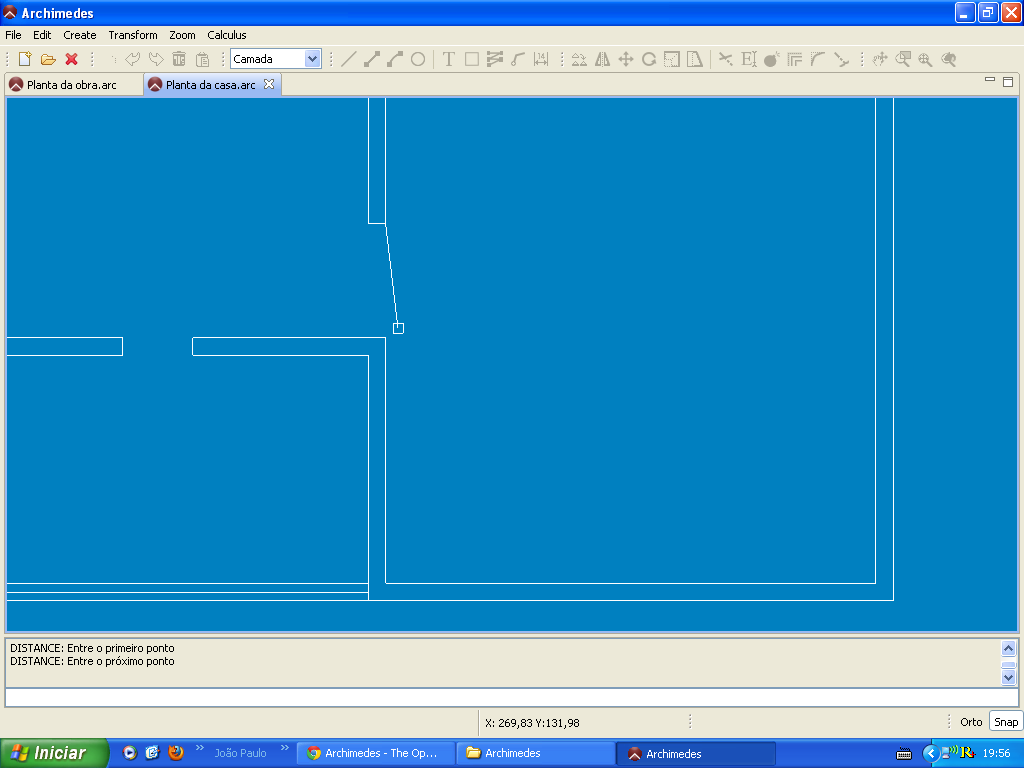 Archimedes
File Edit Create Transform Zoom Calculus
Camada T 14 E
Planta da obra.arc Planta da casa.arc
DISTANCE: Entre o primeiro ponto
DISTANCE: Entre o próximo ponto
X: 269,83 Y:131,98 Orto Snap
Iniciar João Paulo Archimedes - The Op... Archimedes Archimedes 19:56